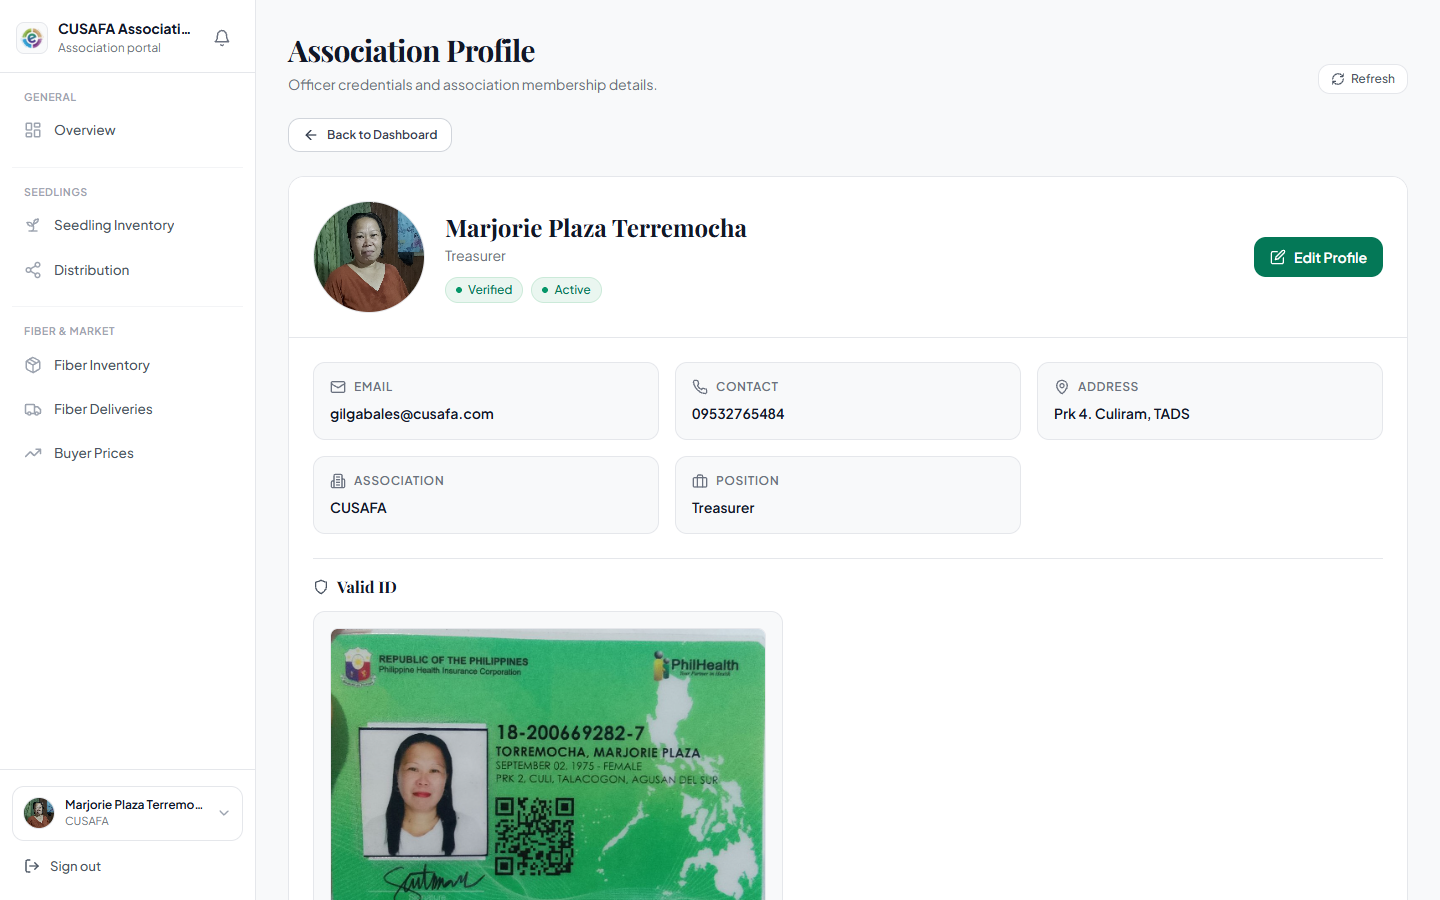 CUSAFA Associati...
Association portal
GENERAL
Overview
SEEDLINGS
Seedling Inventory
Distribution
FIBER & MARKET
Fiber Inventory
Fiber Deliveries
Buyer Prices
Marjorie Plaza Terremo...
CUSAFA
Sign out
Association Profile
Officer credentials and association membership details.
Refresh
Back to Dashboard
Marjorie Plaza Terremocha
Treasurer
Verified
Active
Edit Profile
EMAIL
gilgabales@cusafa.com
CONTACT
09532765484
ADDRESS
Prk 4. Culiram, TADS
ASSOCIATION
CUSAFA
POSITION
Treasurer
Valid ID
REPUBLIC OF THE PHILIPPINES
Philippine Health Insurance Corporation
PhilHealth
Your Partner in Health
18-200669282-7
TORREMOCHA, MARJORIE PLAZA
SEPTEMBER 02, 1975 - FEMALE
PRK 2, CULI, TALACOGON, AGUSAN DEL SUR